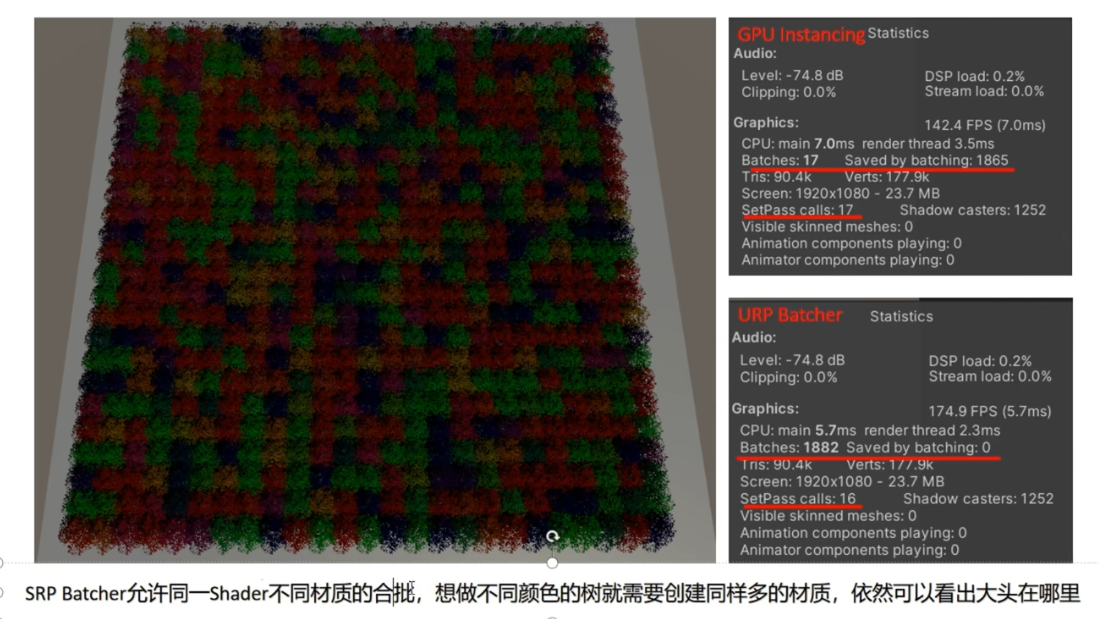 GPU Instancing Statistics
Audio:
Level: -74.8 dB DSP load: 0.2%
Clipping: 0.0% Stream load: 0.0%
Graphics: 142.4 FPS (7.0ms)
CPU: main 7.0ms render thread 3.5ms
Batches: 17 Saved by batching: 1865
Tris: 90.4k Verts: 177.9k
Screen: 1920x1080 - 23.7 MB
SetPass calls: 17 Shadow casters: 1252
Visible skinned meshes: 0
Animation components playing: 0
Animator components playing: 0
URP Batcher Statistics
Audio:
Level: -74.8 dB DSP load: 0.2%
Clipping: 0.0% Stream load: 0.0%
Graphics: 174.9 FPS (5.7ms)
CPU: main 5.7ms render thread 2.3ms
Batches: 1882 Saved by batching: 0
Tris: 90.4k Verts: 177.9k
Screen: 1920x1080 - 23.7 MB
SetPass calls: 16 Shadow casters: 1252
Visible skinned meshes: 0
Animation components playing: 0
Animator components playing: 0
SRP Batcher允许同一Shader不同材质的合批，想做不同颜色的树就需要创建同样多的材质，依然可以看出大头在哪里